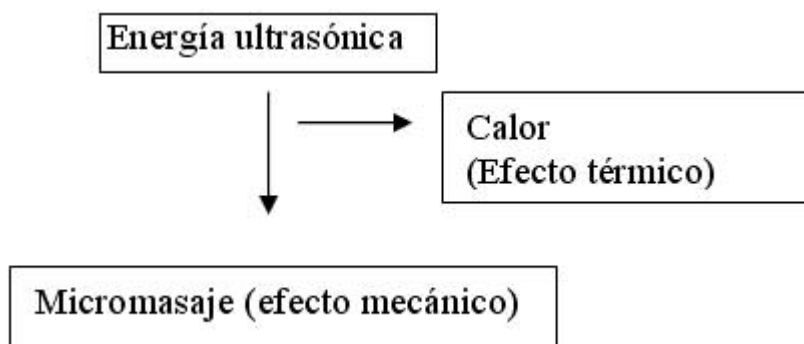 Energía ultrasónica
Calor
(Efecto térmico)
Micromasaje (efecto mecánico)